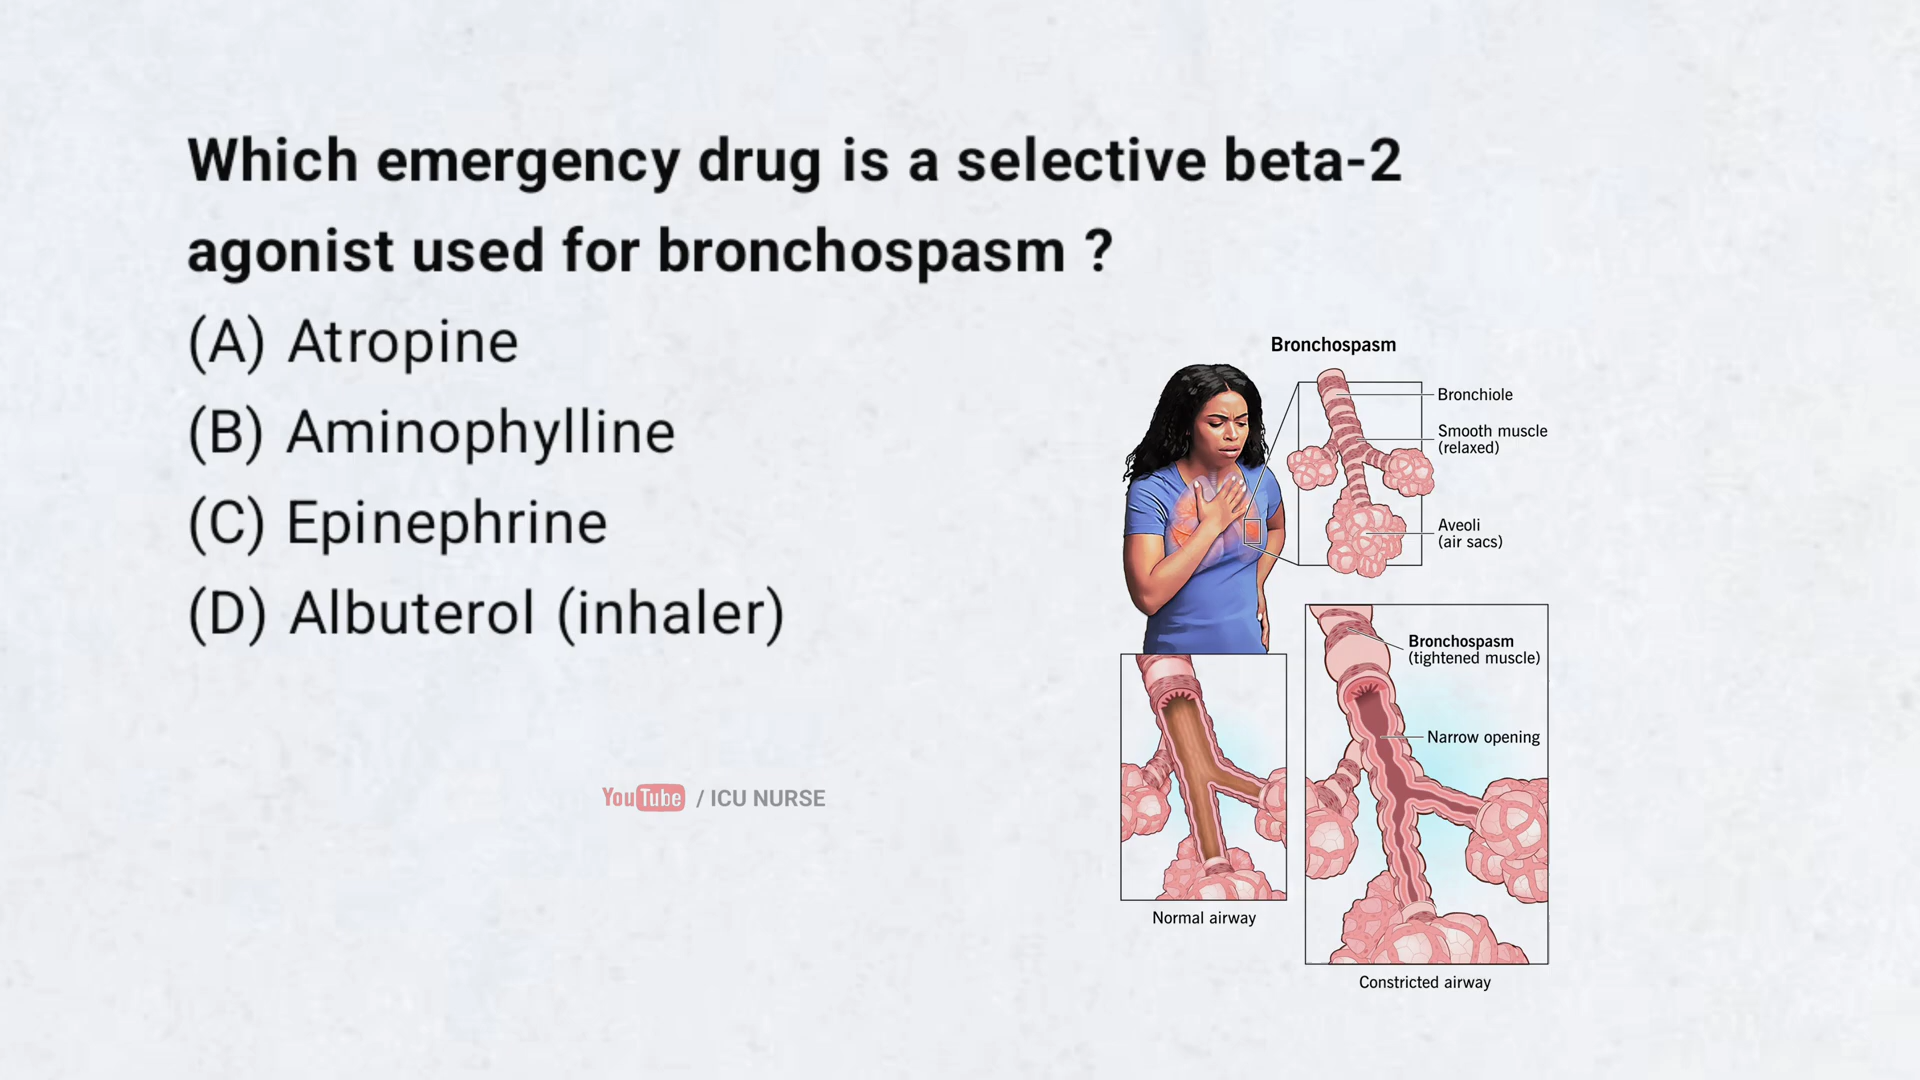 Which emergency drug is a selective beta-2
agonist used for bronchospasm ?
(A) Atropine
(B) Aminophylline
(C) Epinephrine
(D) Albuterol (inhaler)
YouTube / ICU NURSE
Bronchospasm
Bronchiole
Smooth muscle
(relaxed)
Aveoli
(air sacs)
Bronchospasm
(tightened muscle)
Narrow opening
Normal airway
Constricted airway